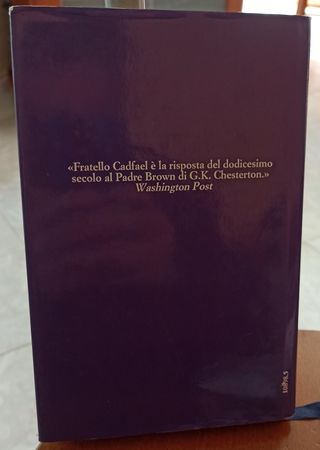 «Fratello Cadfael è la risposta del dodicesimo
secolo al Padre Brown di G.K. Chesterton.»
Washington Post